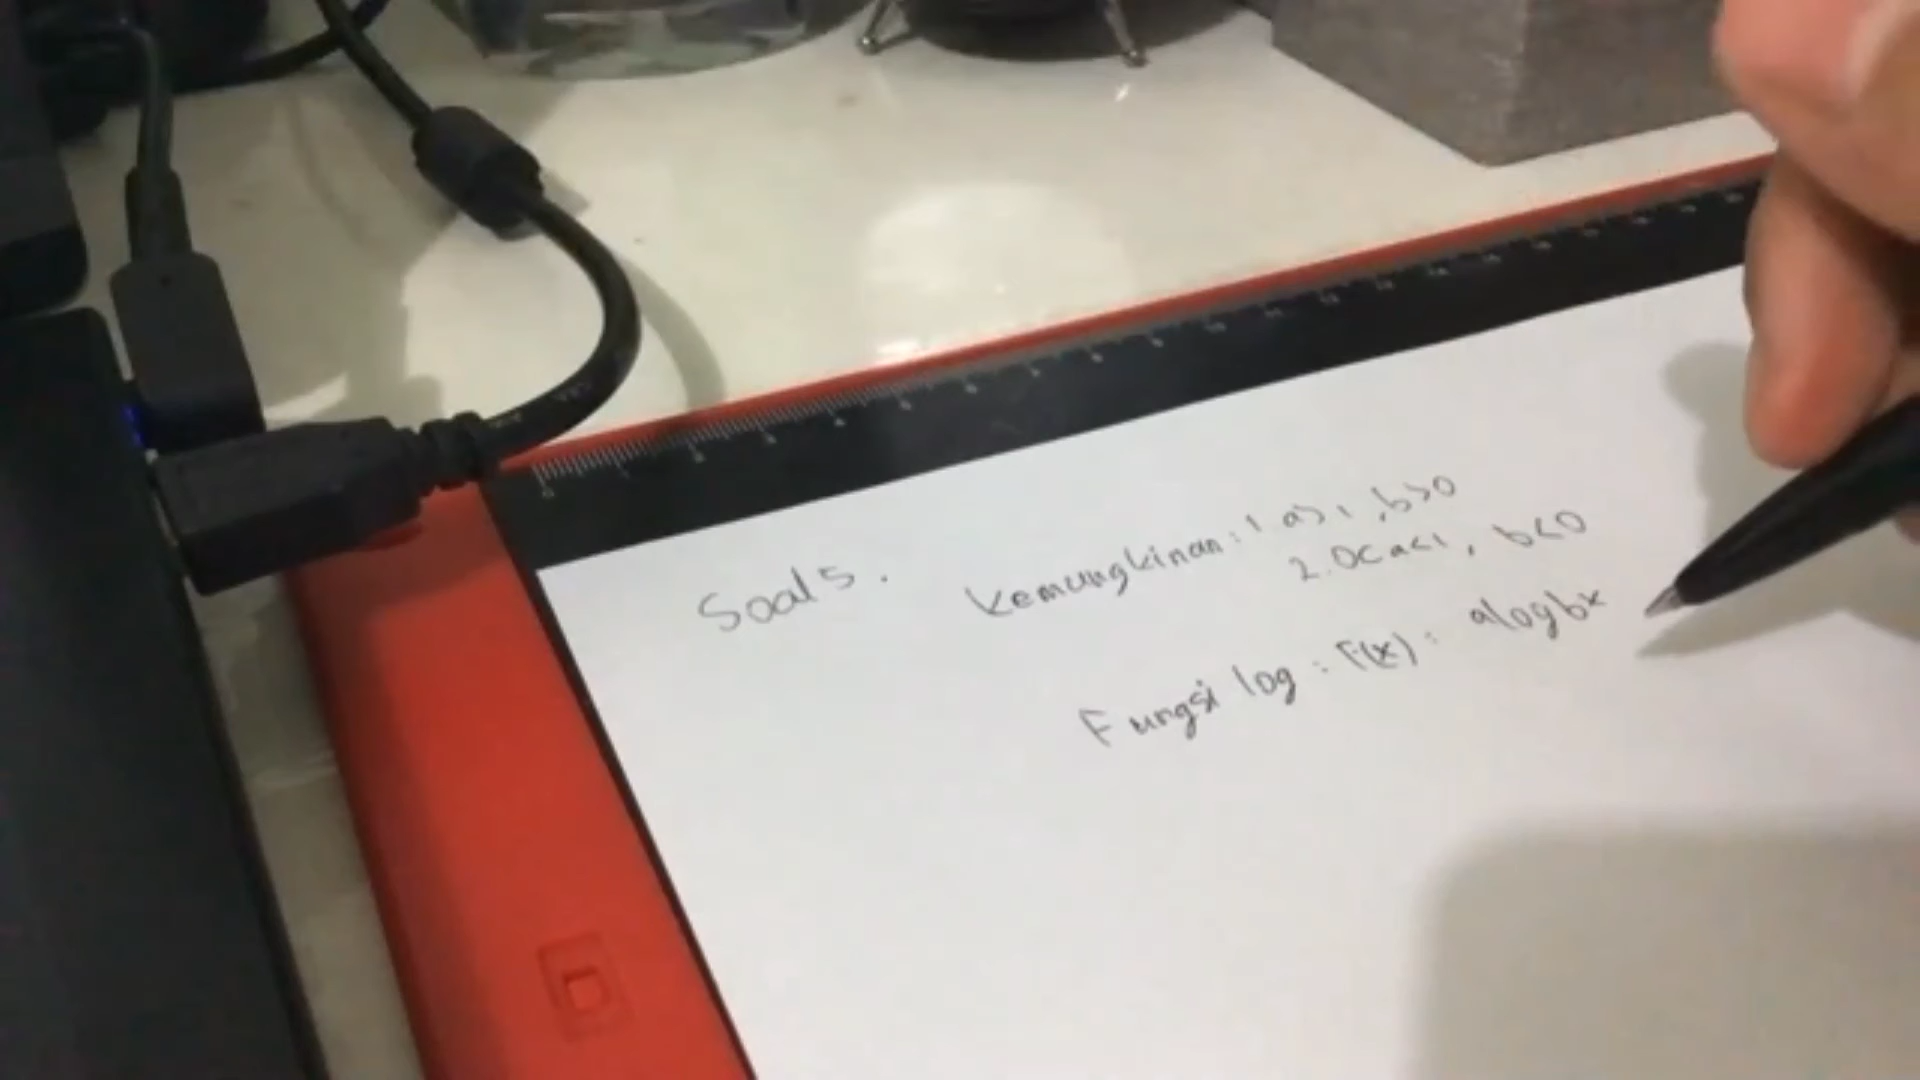 Soal 5. Kemungkinan : 1 a>1, b>0
2. 0<a<1, b<0
Fungsi log : F(x) : alogbx